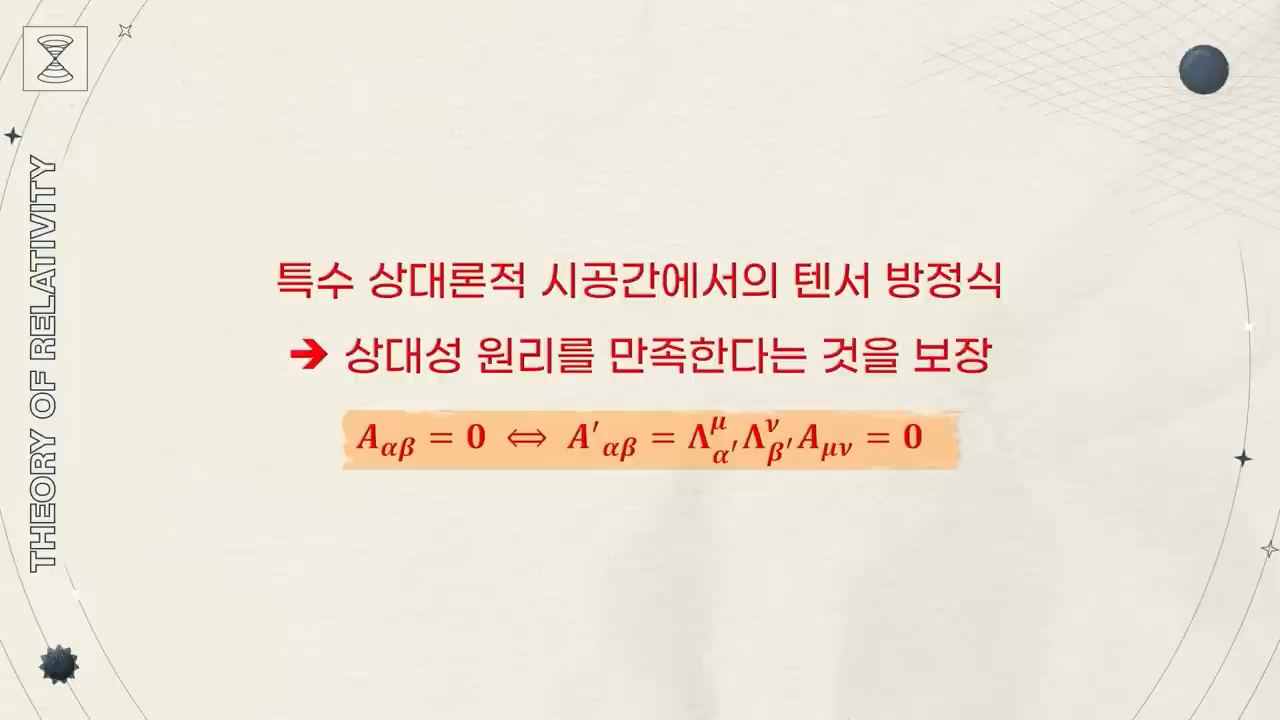 THEORY OF RELATIVITY
특수 상대론적 시공간에서의 텐서 방정식
➔ 상대성 원리를 만족한다는 것을 보장
A_{αβ} = 0 ⟺ A′_{αβ} = Λ^{μ}_{α′}Λ^{ν}_{β′}A_{μν} = 0